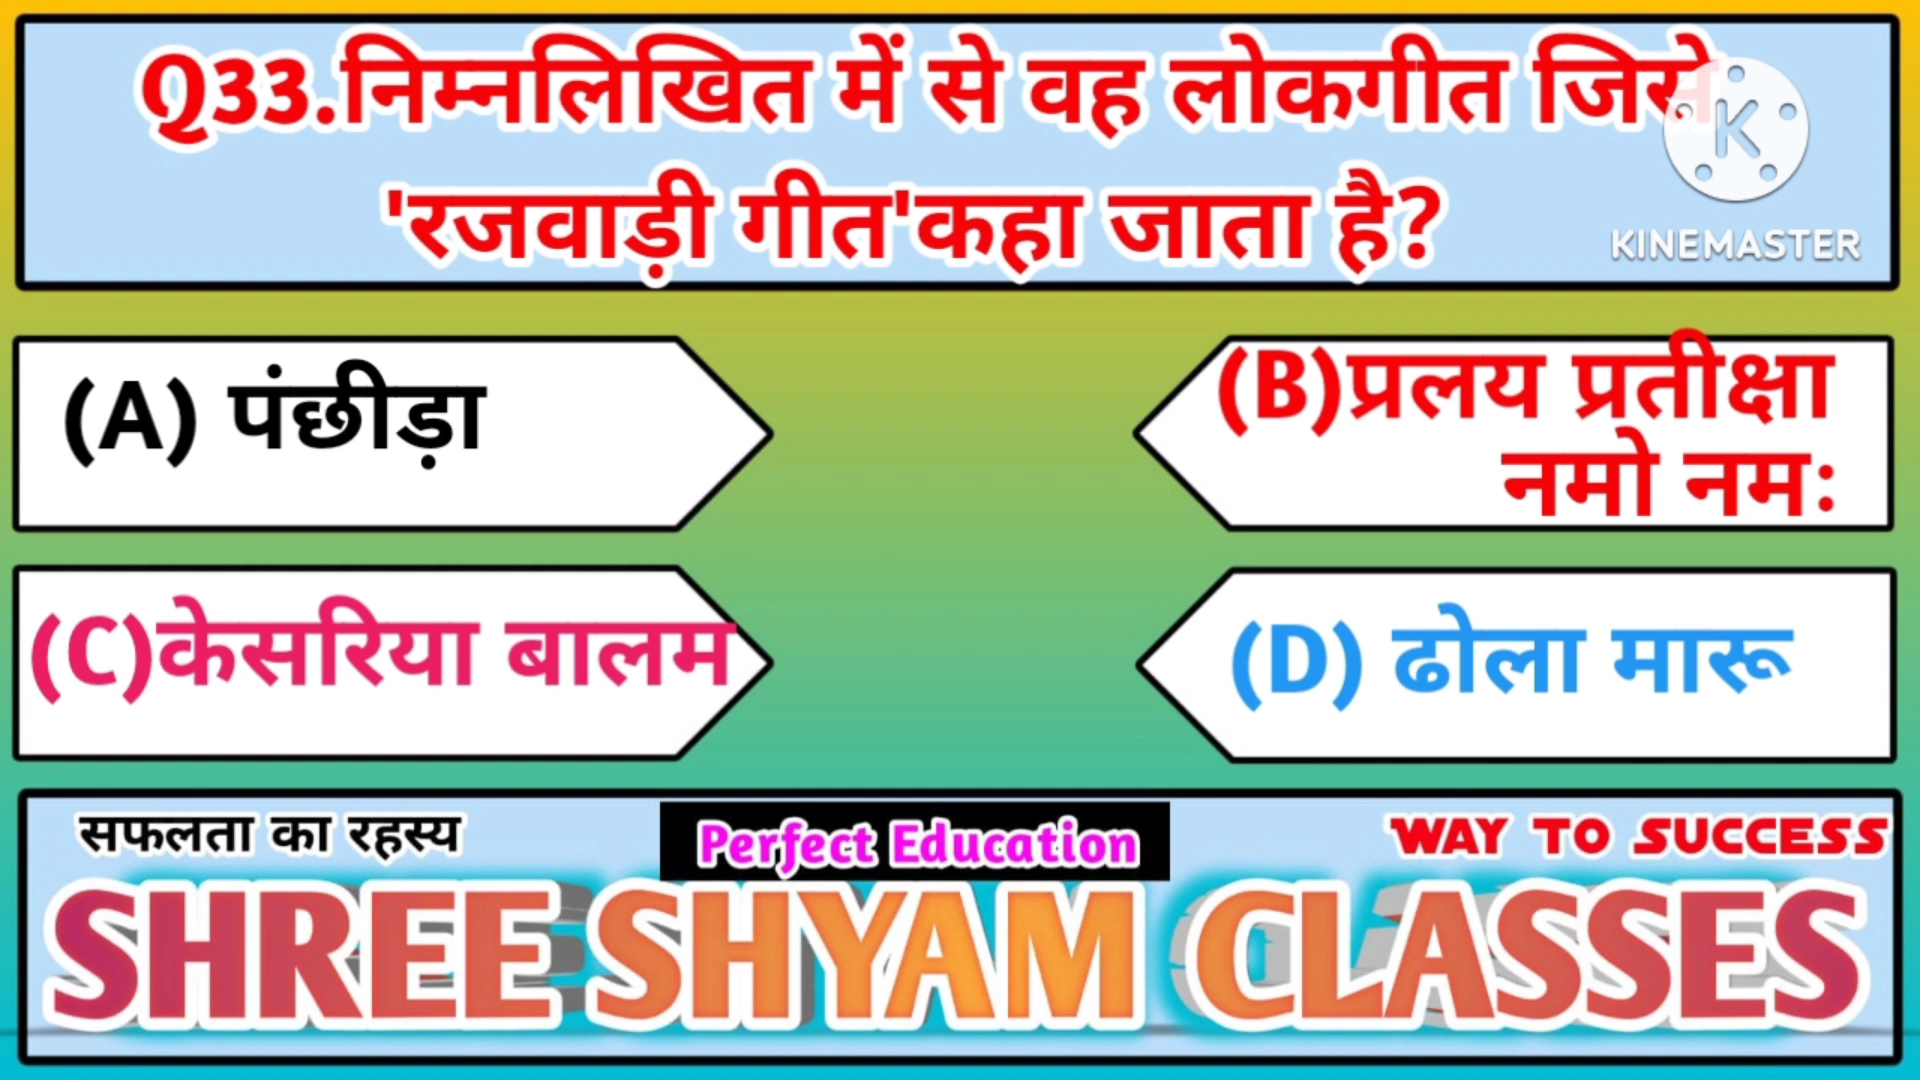 Q33.निम्नलिखित में से वह लोकगीत जिसे
'रजवाड़ी गीत'कहा जाता है?
K
KINEMASTER
(A) पंछीड़ा
(B)प्रलय प्रतीक्षा
नमो नमः
(C)केसरिया बालम
(D) ढोला मारू
सफलता का रहस्य
Perfect Education
WAY TO SUCCESS
SHREE SHYAM CLASSES